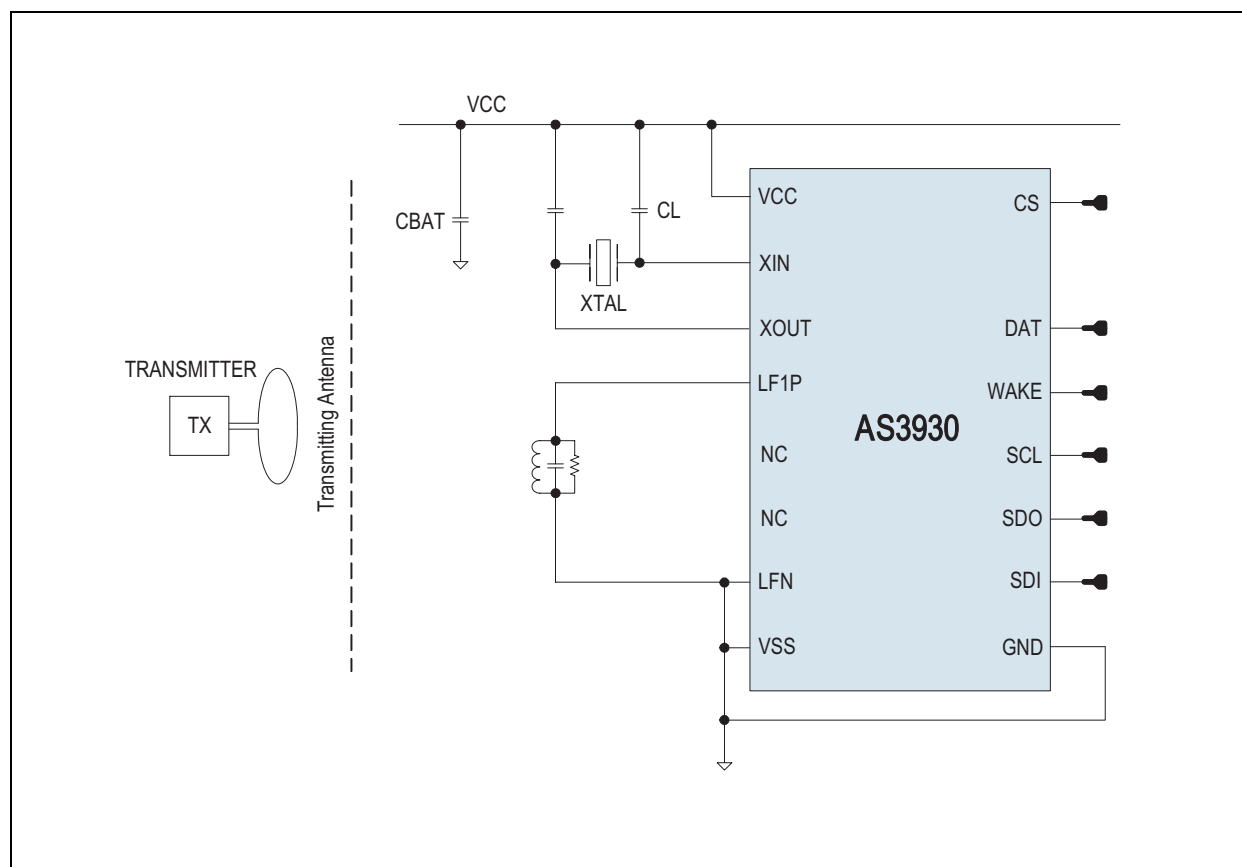 VCC
CBAT
CL
XTAL
TRANSMITTER
TX
Transmitting Antenna
VCC
XIN
XOUT
LF1P
NC
NC
LFN
VSS
AS3930
CS
DAT
WAKE
SCL
SDO
SDI
GND